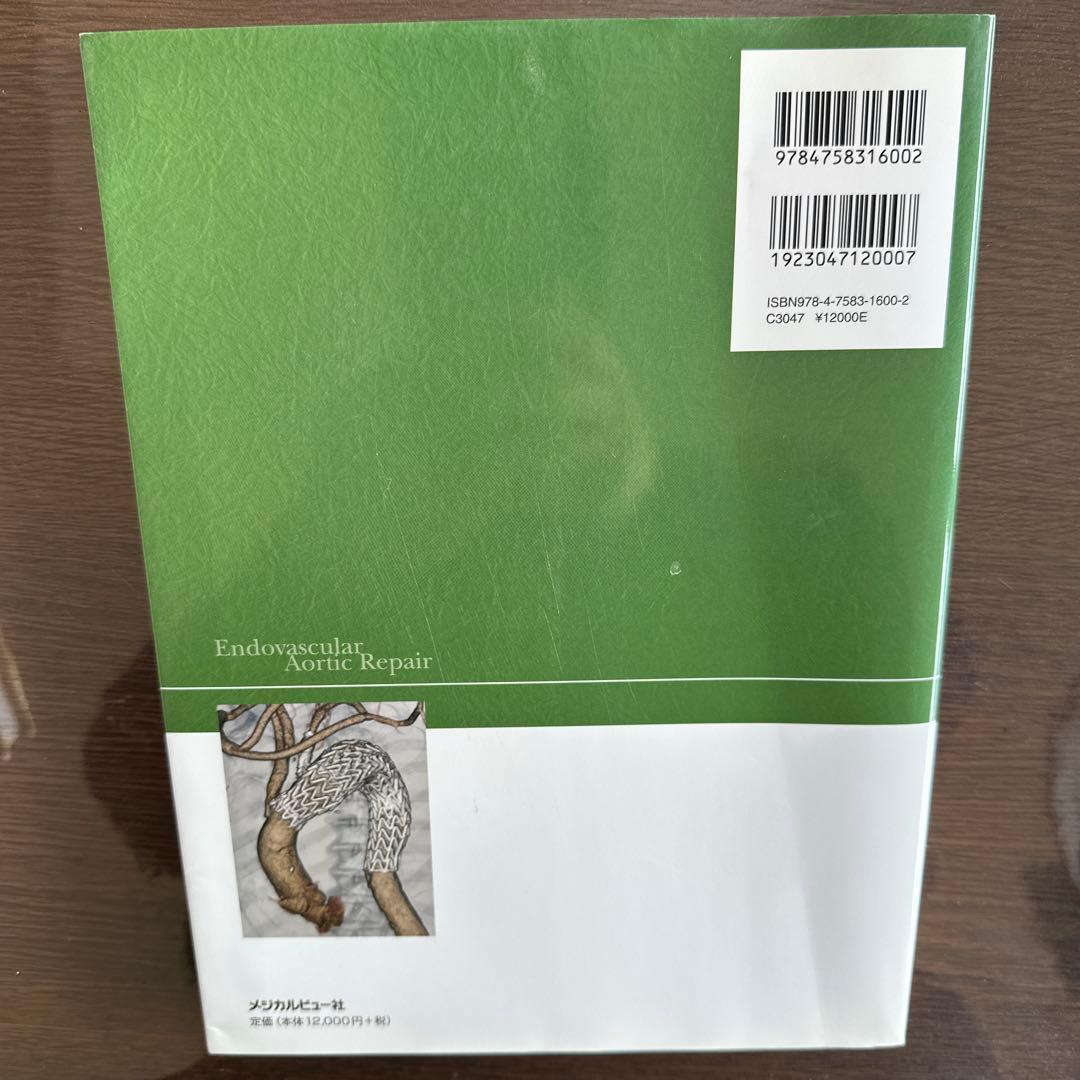 9784758316002
1923047120007
ISBN978-4-7583-1600-2
C3047 ¥12000E
Endovascular
Aortic Repair
メジカルビュー社
定価（本体12,000円＋税）